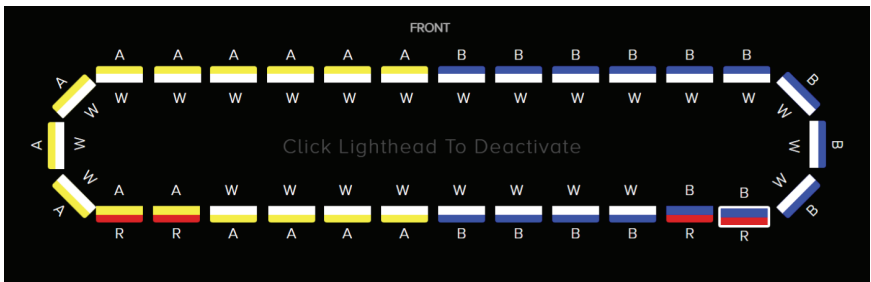 FRONT
A A A A A A B B B B B B
A W W W W W W W W W W W W B
W W
A W Click Lighthead To Deactivate W B
W W
A A A W W W W W W W W B B B
R R A A A A B B B B R R